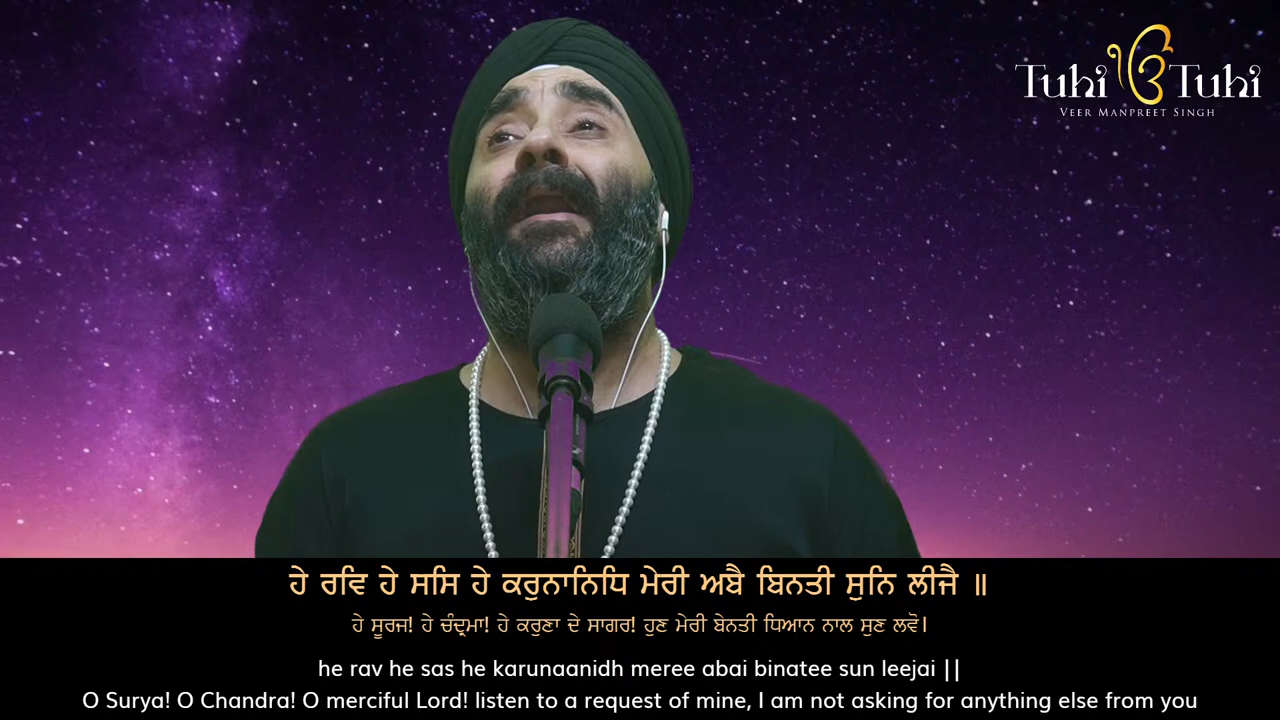 Tuhi ੴ Tuhi
Veer Manpreet Singh
ਹੇ ਰਵਿ ਹੇ ਸਸਿ ਹੇ ਕਰੁਨਾਨਿਧਿ ਮੇਰੀ ਅਬੈ ਬਿਨਤੀ ਸੁਨਿ ਲੀਜੈ ॥
ਹੇ ਸੂਰਜ! ਹੇ ਚੰਦ੍ਰਮਾ! ਹੇ ਕਰੁਣਾ ਦੇ ਸਾਗਰ! ਹੁਣ ਮੇਰੀ ਬੇਨਤੀ ਧਿਆਨ ਨਾਲ ਸੁਣ ਲਵੋ।
he rav he sas he karunaanidh meree abai binatee sun leejai ||
O Surya! O Chandra! O merciful Lord! listen to a request of mine, I am not asking for anything else from you